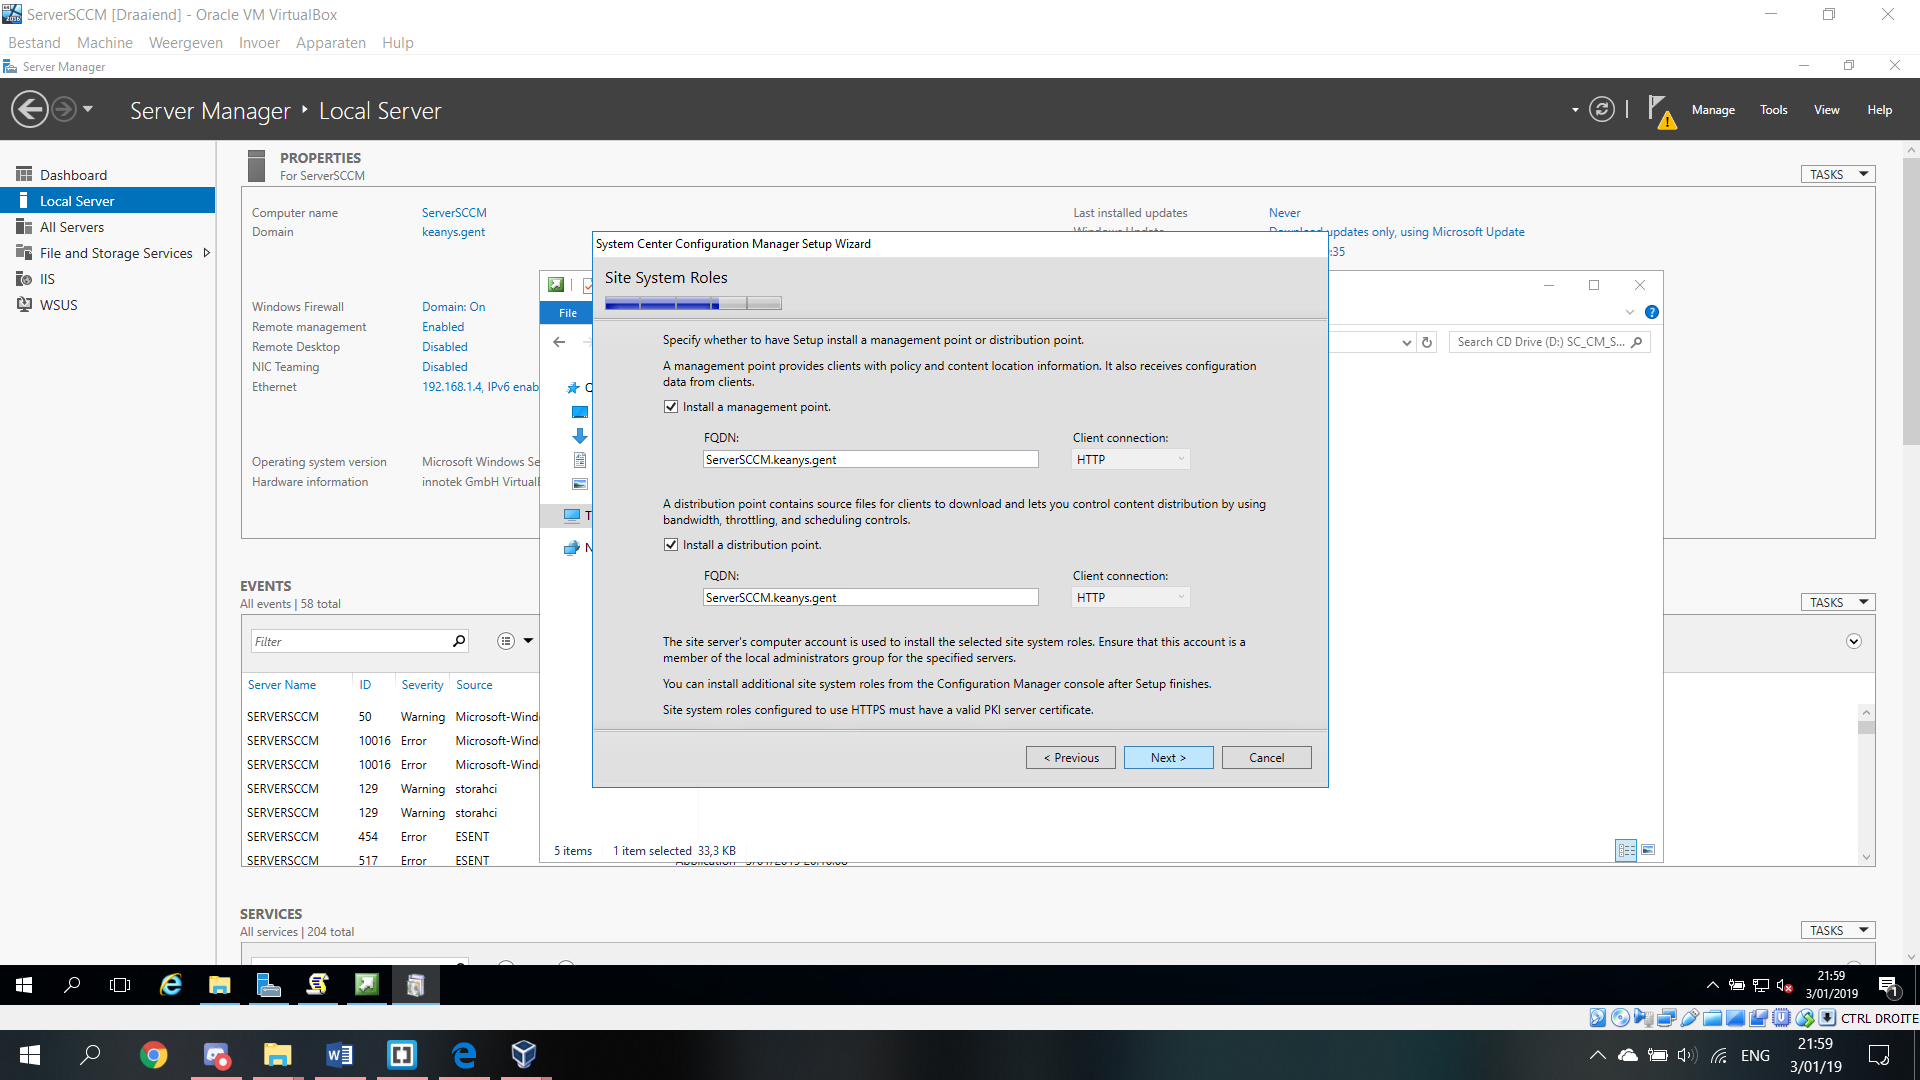 ServerSCCM [Draaiend] - Oracle VM VirtualBox
Bestand Machine Weergeven Invoer Apparaten Hulp
Server Manager
Server Manager Local Server
Manage Tools View Help
Dashboard
Local Server
All Servers
File and Storage Services
IIS
WSUS
PROPERTIES
For ServerSCCM
TASKS
Computer name ServerSCCM
Domain keanys.gent
Last installed updates Never
Download updates only, using Microsoft Update
:35
Windows Firewall Domain: On
Remote management Enabled
Remote Desktop Disabled
NIC Teaming Disabled
Ethernet 192.168.1.4, IPv6 enab
Operating system version Microsoft Windows Se
Hardware information innotek GmbH Virtual
File
Search CD Drive (D:) SC_CM_S...
5 items 1 item selected 33,3 KB
System Center Configuration Manager Setup Wizard
Site System Roles
Specify whether to have Setup install a management point or distribution point.
A management point provides clients with policy and content location information. It also receives configuration
data from clients.
Install a management point.
FQDN: Client connection:
ServerSCCM.keanys.gent HTTP
A distribution point contains source files for clients to download and lets you control content distribution by using
bandwidth, throttling, and scheduling controls.
Install a distribution point.
FQDN: Client connection:
ServerSCCM.keanys.gent HTTP
The site server's computer account is used to install the selected site system roles. Ensure that this account is a
member of the local administrators group for the specified servers.
You can install additional site system roles from the Configuration Manager console after Setup finishes.
Site system roles configured to use HTTPS must have a valid PKI server certificate.
< Previous Next > Cancel
EVENTS
All events | 58 total
TASKS
Filter
Server Name ID Severity Source
SERVERSCCM 50 Warning Microsoft-Wind
SERVERSCCM 10016 Error Microsoft-Wind
SERVERSCCM 10016 Error Microsoft-Wind
SERVERSCCM 129 Warning storahci
SERVERSCCM 129 Warning storahci
SERVERSCCM 454 Error ESENT
SERVERSCCM 517 Error ESENT
SERVICES
All services | 204 total
TASKS
21:59
3/01/2019
1
CTRL DROITE
ENG
21:59
3/01/19